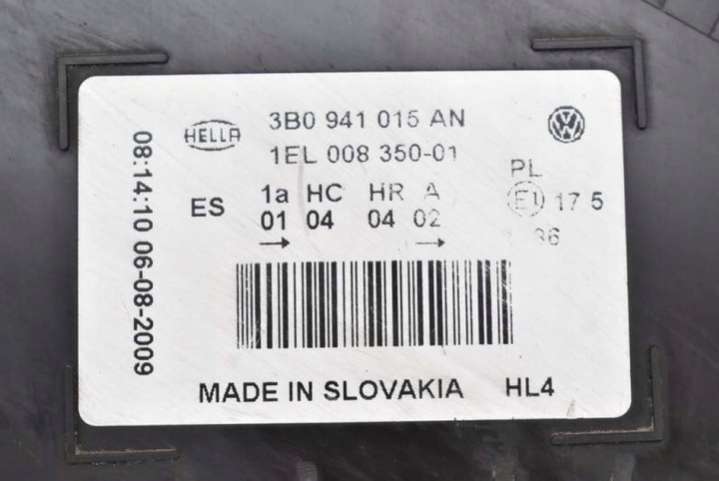 08:14:10 06-08-2009
HELLA
3B0 941 015 AN
1EL 008 350-01
VW
ES
1a HC HR A
01 04 04 02
→ →
PL
E1 17 5
36
MADE IN SLOVAKIA HL4